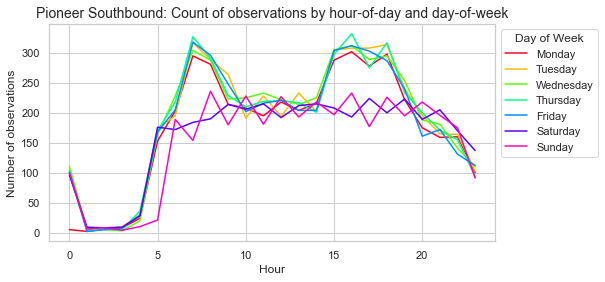 Pioneer Southbound: Count of observations by hour-of-day and day-of-week
Number of observations
300
250
200
150
100
50
0
0
5
10
15
20
Hour
Day of Week
Monday
Tuesday
Wednesday
Thursday
Friday
Saturday
Sunday